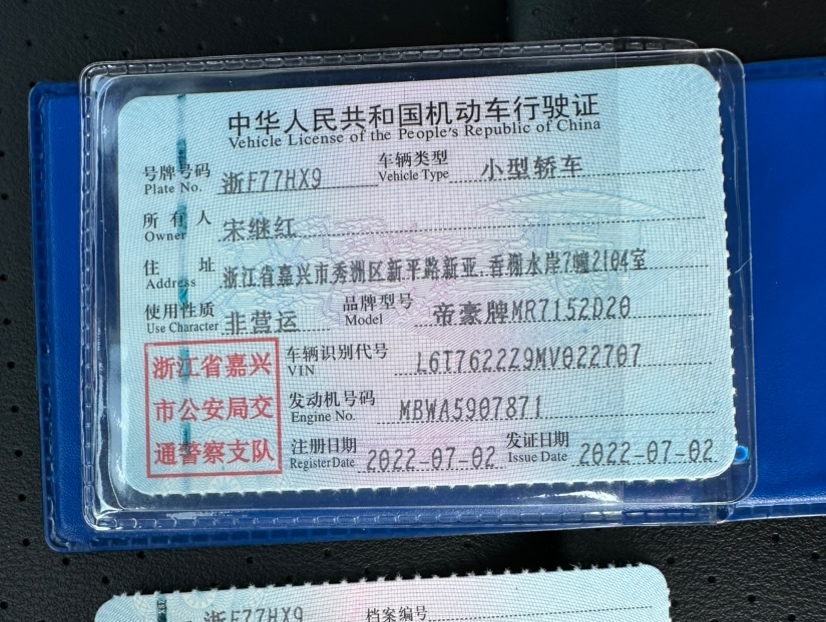 中华人民共和国机动车行驶证
Vehicle License of the People's Republic of China
号牌号码 浙F77HX9 车辆类型 小型轿车
Plate No. Vehicle Type
所有人 宋继红
Owner
住址 浙江省嘉兴市秀洲区新平路新亚.香榭水岸7幢2104室
Address
使用性质 非营运 品牌型号 帝豪牌MR7152D20
Use Character Model
浙江省嘉兴 车辆识别代号 L6T7622Z9MV022707
VIN
市公安局交 发动机号码 MBWA5907871
Engine No.
通警察支队 注册日期 2022-07-02 发证日期 2022-07-02
Register Date Issue Date
浙F77HX9 档案编号